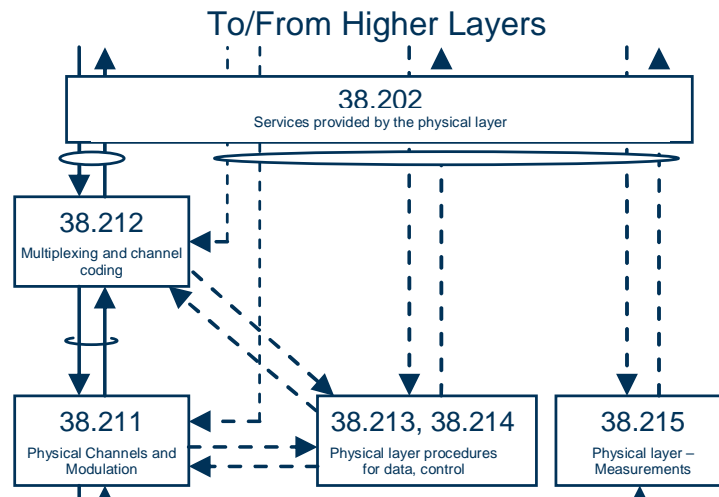 To/From Higher Layers
38.202
Services provided by the physical layer
38.212
Multiplexing and channel
coding
38.211
Physical Channels and
Modulation
38.213, 38.214
Physical layer procedures
for data, control
38.215
Physical layer –
Measurements